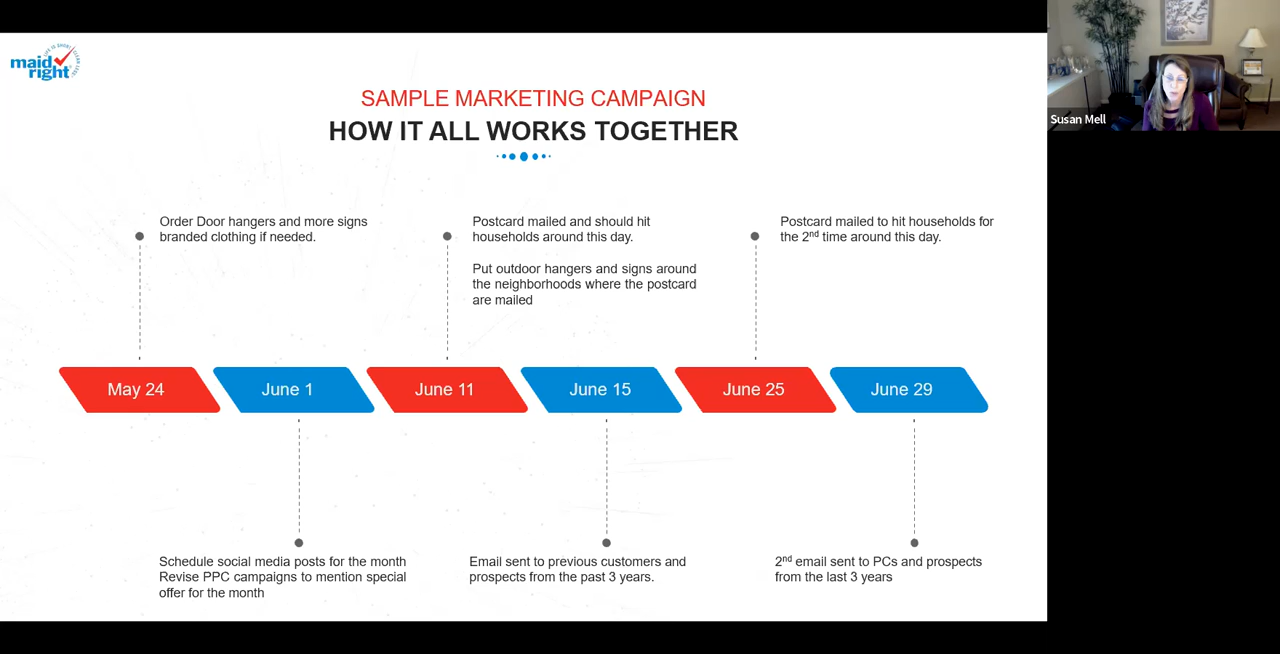 maid
right
LIFE IS SHORT
SAMPLE MARKETING CAMPAIGN
HOW IT ALL WORKS TOGETHER
Susan Mell
Order Door hangers and more signs
branded clothing if needed.
Postcard mailed and should hit
households around this day.
Put outdoor hangers and signs around
the neighborhoods where the postcard
are mailed
Postcard mailed to hit households for
the 2nd time around this day.
May 24
June 1
June 11
June 15
June 25
June 29
Schedule social media posts for the month
Revise PPC campaigns to mention special
offer for the month
Email sent to previous customers and
prospects from the past 3 years.
2nd email sent to PCs and prospects
from the last 3 years